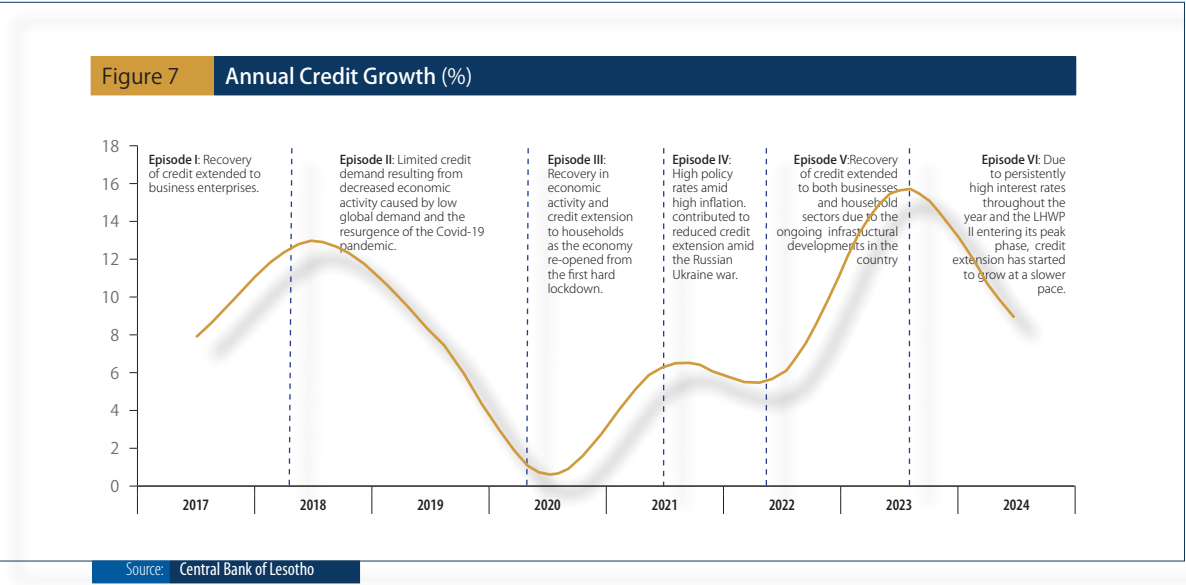 Figure 7 Annual Credit Growth (%)
18
16
14
12
10
8
6
4
2
0
Episode I: Recovery
of credit extended to
business enterprises.
Episode II: Limited credit
demand resulting from
decreased economic
activity caused by low
global demand and the
resurgence of the Covid-19
pandemic.
Episode III:
Recovery in
economic
activity and
credit extension
to households
as the economy
re-opened from
the first hard
lockdown.
Episode IV:
High policy
rates amid
high inflation.
contributed to
reduced credit
extension amid
the Russian
Ukraine war.
Episode V:Recovery
of credit extended
to both businesses
and household
sectors due to the
ongoing infrastuctural
developments in the
country
Episode VI: Due
to persistently
high interest rates
throughout the
year and the LHWP
II entering its peak
phase, credit
extension has started
to grow at a slower
pace.
2017 2018 2019 2020 2021 2022 2023 2024
Source: Central Bank of Lesotho